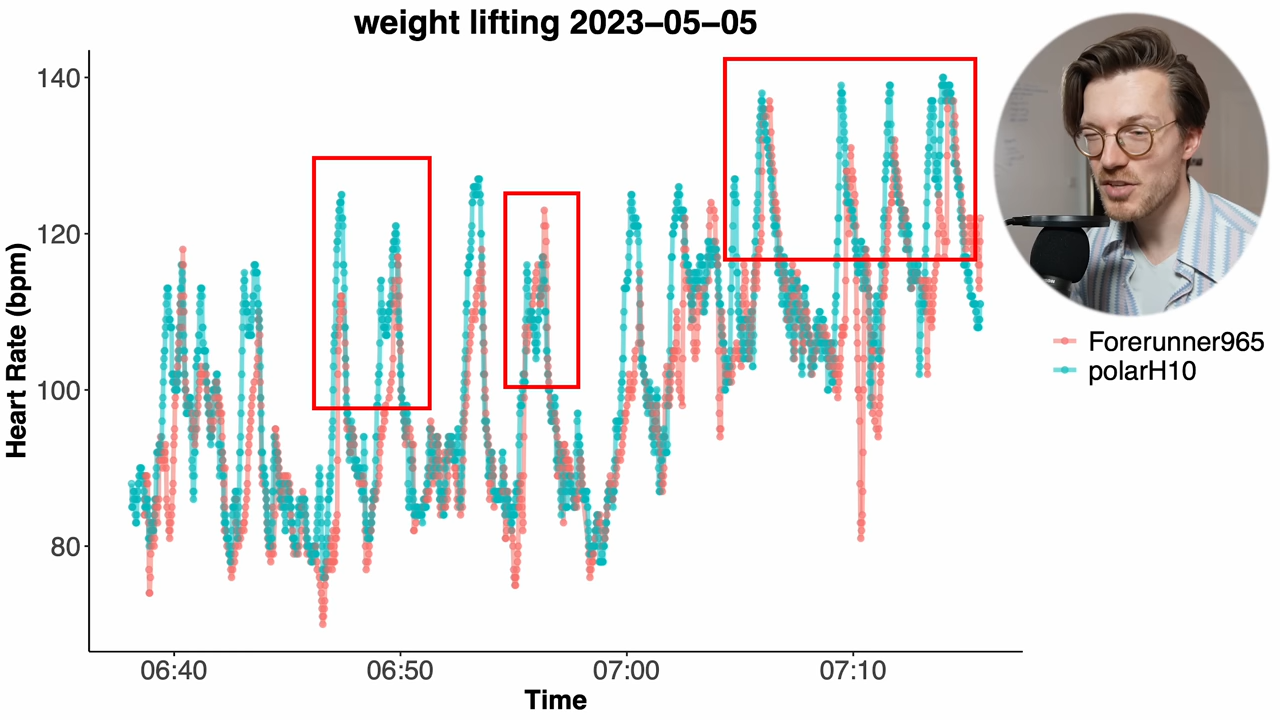 weight lifting 2023–05–05
140
120
100
80
Heart Rate (bpm)
06:40
06:50
07:00
07:10
Time
Forerunner965
polarH10